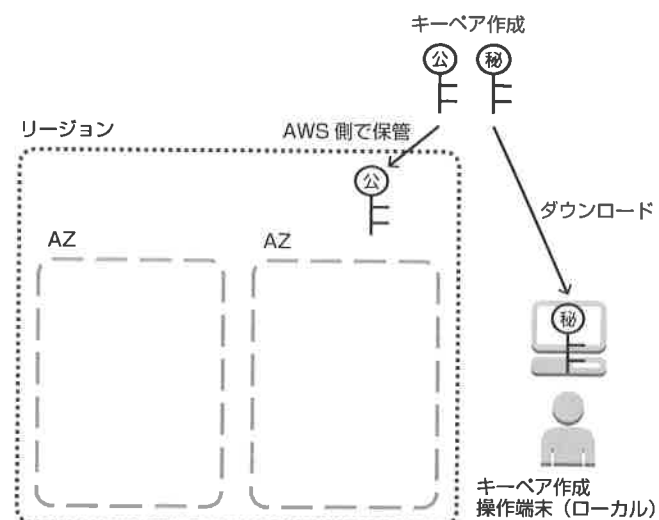 キーペア作成
公 秘
リージョン
AWS 側で保管
公
ダウンロード
AZ
AZ
秘
キーペア作成
操作端末（ローカル）